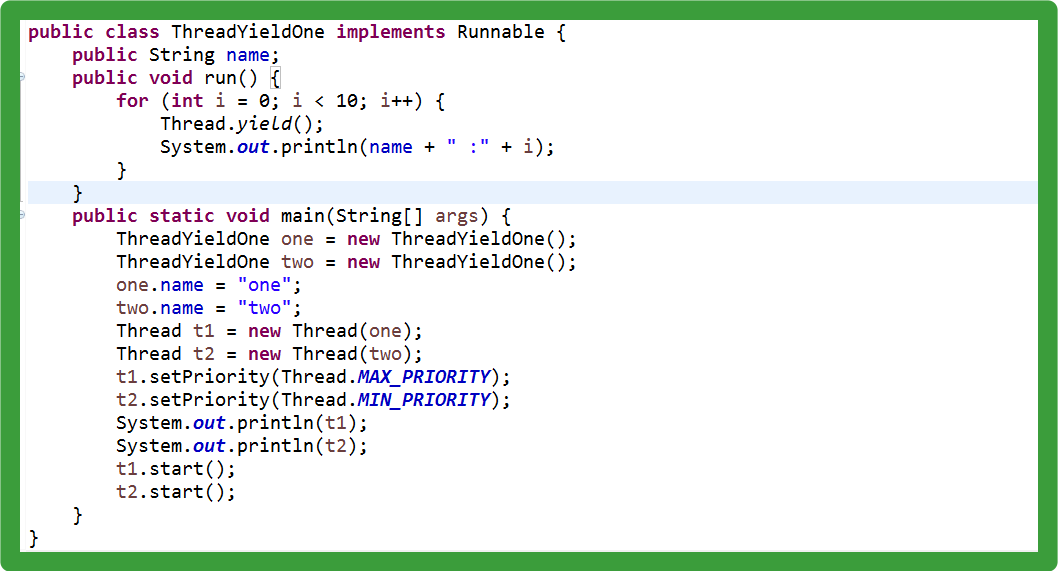 public class ThreadYieldOne implements Runnable {
    public String name;
    public void run() {
        for (int i = 0; i < 10; i++) {
            Thread.yield();
            System.out.println(name + " :" + i);
        }
    }
    public static void main(String[] args) {
        ThreadYieldOne one = new ThreadYieldOne();
        ThreadYieldOne two = new ThreadYieldOne();
        one.name = "one";
        two.name = "two";
        Thread t1 = new Thread(one);
        Thread t2 = new Thread(two);
        t1.setPriority(Thread.MAX_PRIORITY);
        t2.setPriority(Thread.MIN_PRIORITY);
        System.out.println(t1);
        System.out.println(t2);
        t1.start();
        t2.start();
    }
}